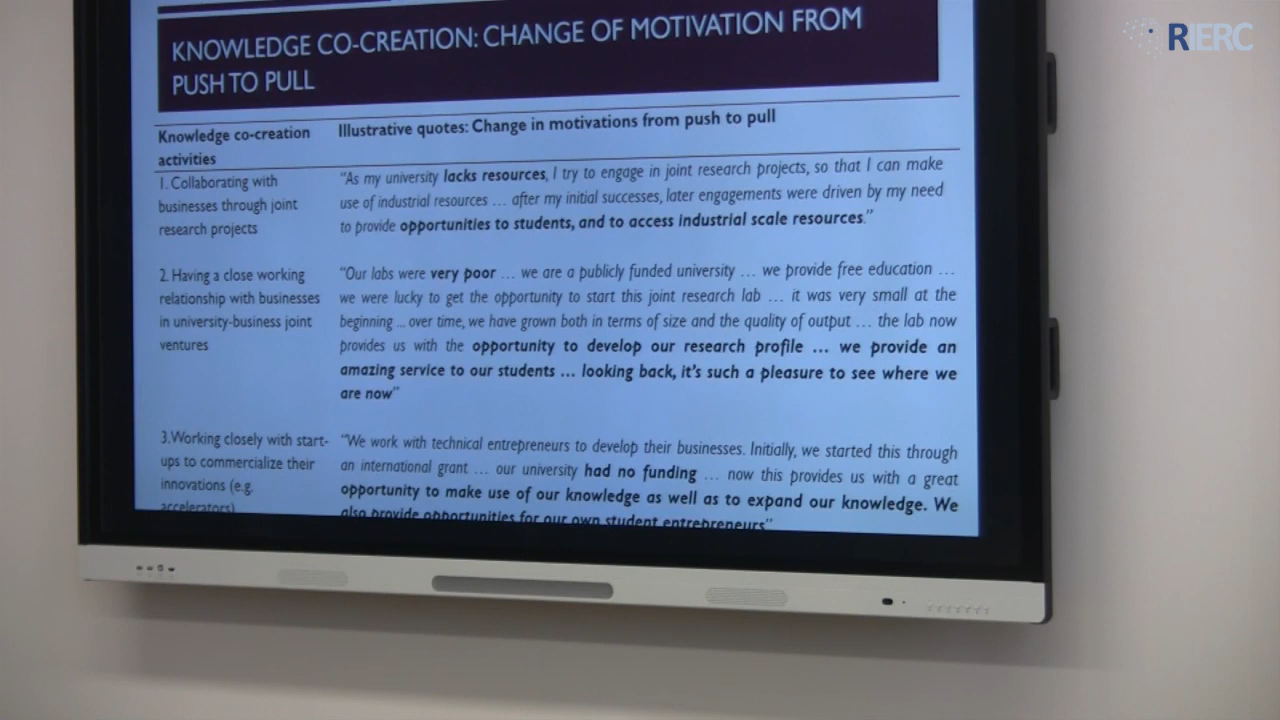 RIERC
KNOWLEDGE CO-CREATION: CHANGE OF MOTIVATION FROM
PUSH TO PULL
Knowledge co-creation
activities
Illustrative quotes: Change in motivations from push to pull
1. Collaborating with
businesses through joint
research projects
“As my university lacks resources, I try to engage in joint research projects, so that I can make
use of industrial resources … after my initial successes, later engagements were driven by my need
to provide opportunities to students, and to access industrial scale resources.”
2. Having a close working
relationship with businesses
in university-business joint
ventures
“Our labs were very poor … we are a publicly funded university … we provide free education …
we were lucky to get the opportunity to start this joint research lab … it was very small at the
beginning ... over time, we have grown both in terms of size and the quality of output … the lab now
provides us with the opportunity to develop our research profile … we provide an
amazing service to our students … looking back, it’s such a pleasure to see where we
are now”
3.Working closely with start-
ups to commercialize their
innovations (e.g.
accelerators)
“We work with technical entrepreneurs to develop their businesses. Initially, we started this through
an international grant … our university had no funding … now this provides us with a great
opportunity to make use of our knowledge as well as to expand our knowledge. We
also provide opportunities for our own student entrepreneurs”